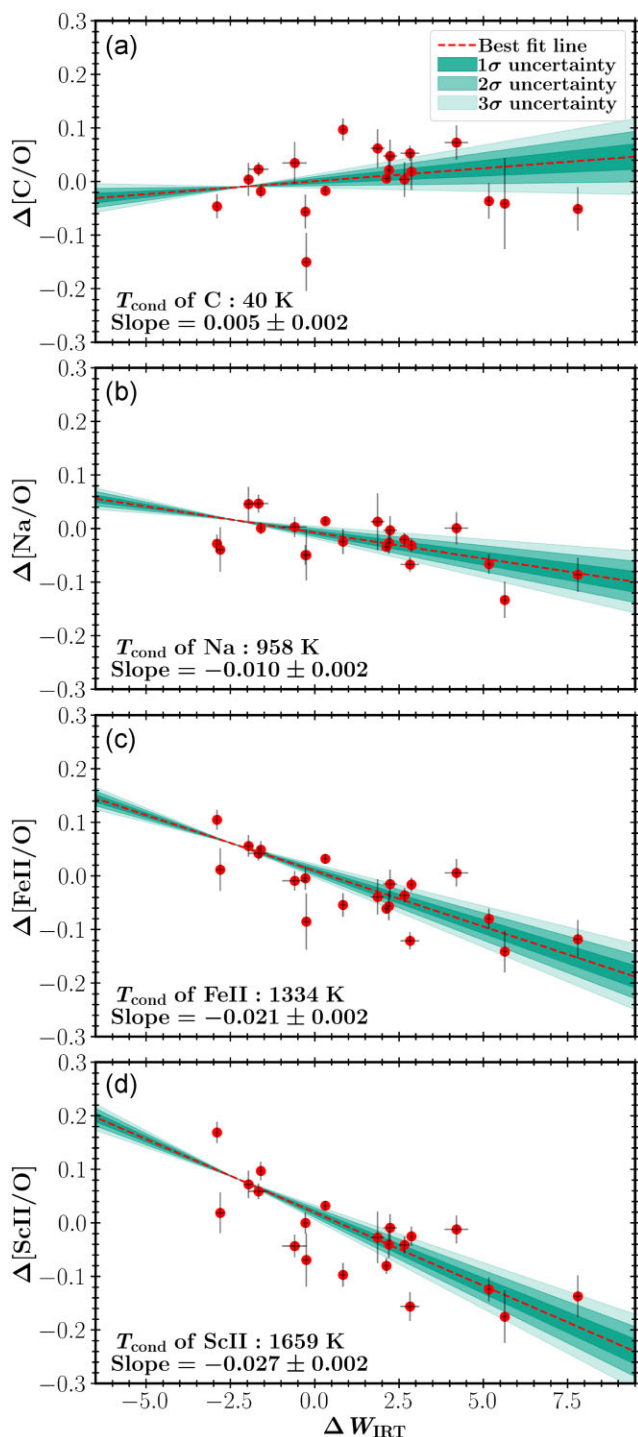 (a)
Best fit line
1σ uncertainty
2σ uncertainty
3σ uncertainty
0.3
0.2
0.1
0.0
−0.1
−0.2
−0.3
Δ[C/O]
T_cond of C : 40 K
Slope = 0.005 ± 0.002
(b)
0.3
0.2
0.1
0.0
−0.1
−0.2
−0.3
Δ[Na/O]
T_cond of Na : 958 K
Slope = −0.010 ± 0.002
(c)
0.3
0.2
0.1
0.0
−0.1
−0.2
−0.3
Δ[FeII/O]
T_cond of FeII : 1334 K
Slope = −0.021 ± 0.002
(d)
0.2
0.1
0.0
−0.1
−0.2
−0.3
Δ[ScII/O]
T_cond of ScII : 1659 K
Slope = −0.027 ± 0.002
−5.0 −2.5 0.0 2.5 5.0 7.5
Δ W_IRT